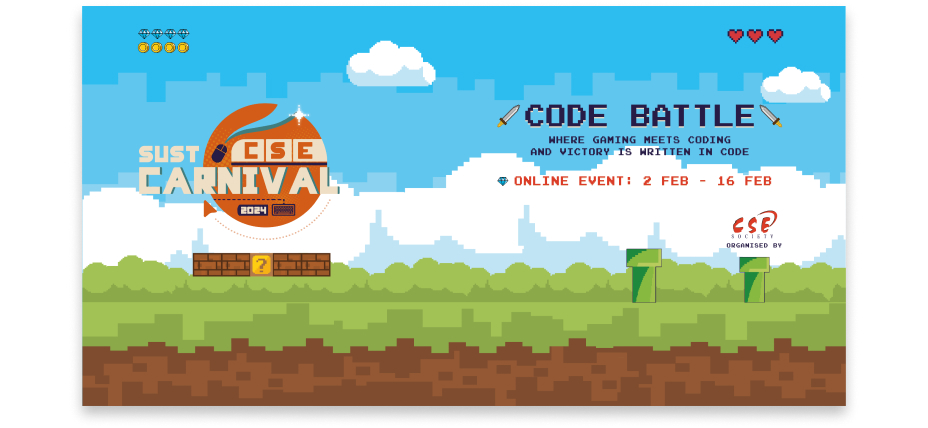 SUST
CSE
CARNIVAL
2024
?
CODE BATTLE
WHERE GAMING MEETS CODING
AND VICTORY IS WRITTEN IN CODE
ONLINE EVENT: 2 FEB - 16 FEB
CSE
SOCIETY
ORGANISED BY